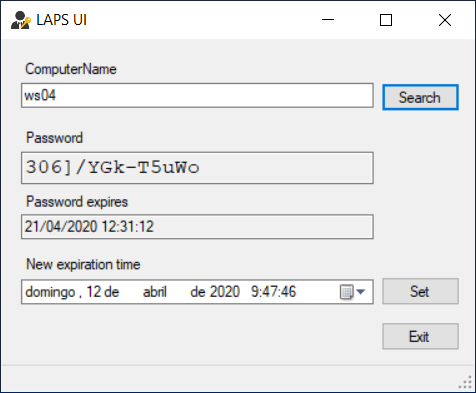 LAPS UI
ComputerName
ws04
Search
Password
306]/YGk-T5uWo
Password expires
21/04/2020 12:31:12
New expiration time
domingo , 12 de abril de 2020 9:47:46
Set
Exit